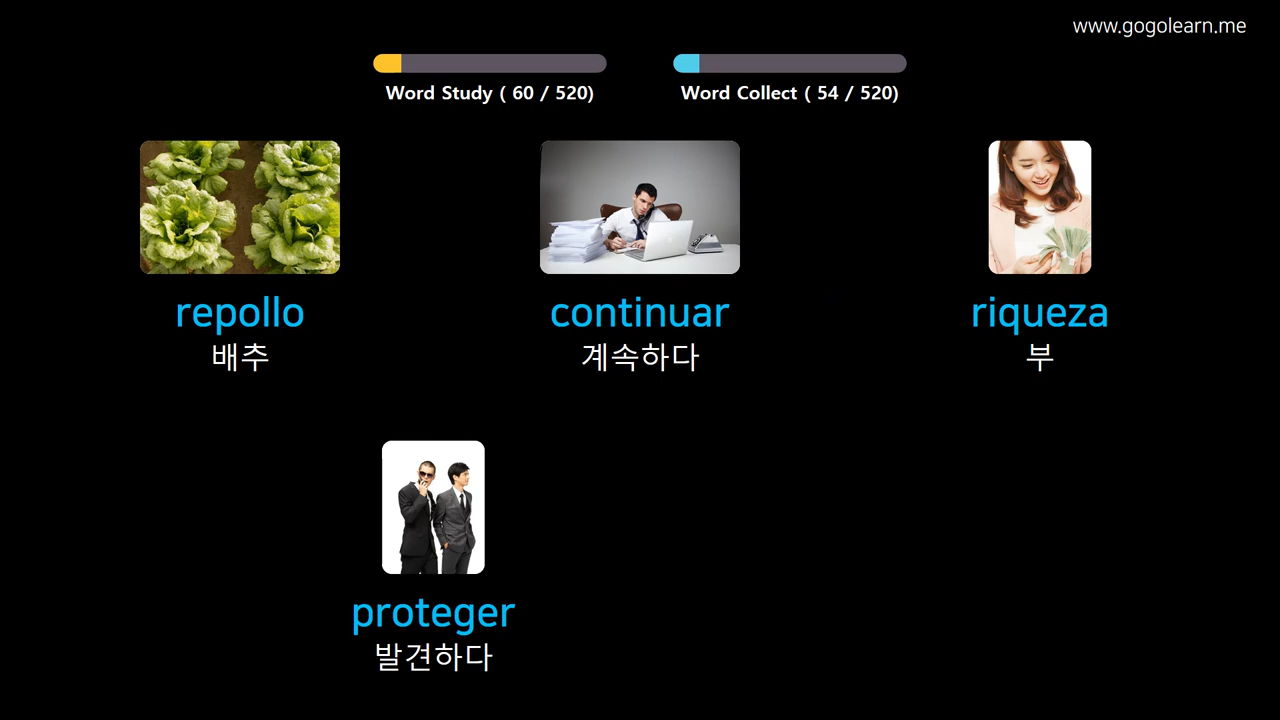 www.gogolearn.me
Word Study ( 60 / 520)
Word Collect ( 54 / 520)
repollo
배추
continuar
계속하다
riqueza
부
proteger
발견하다